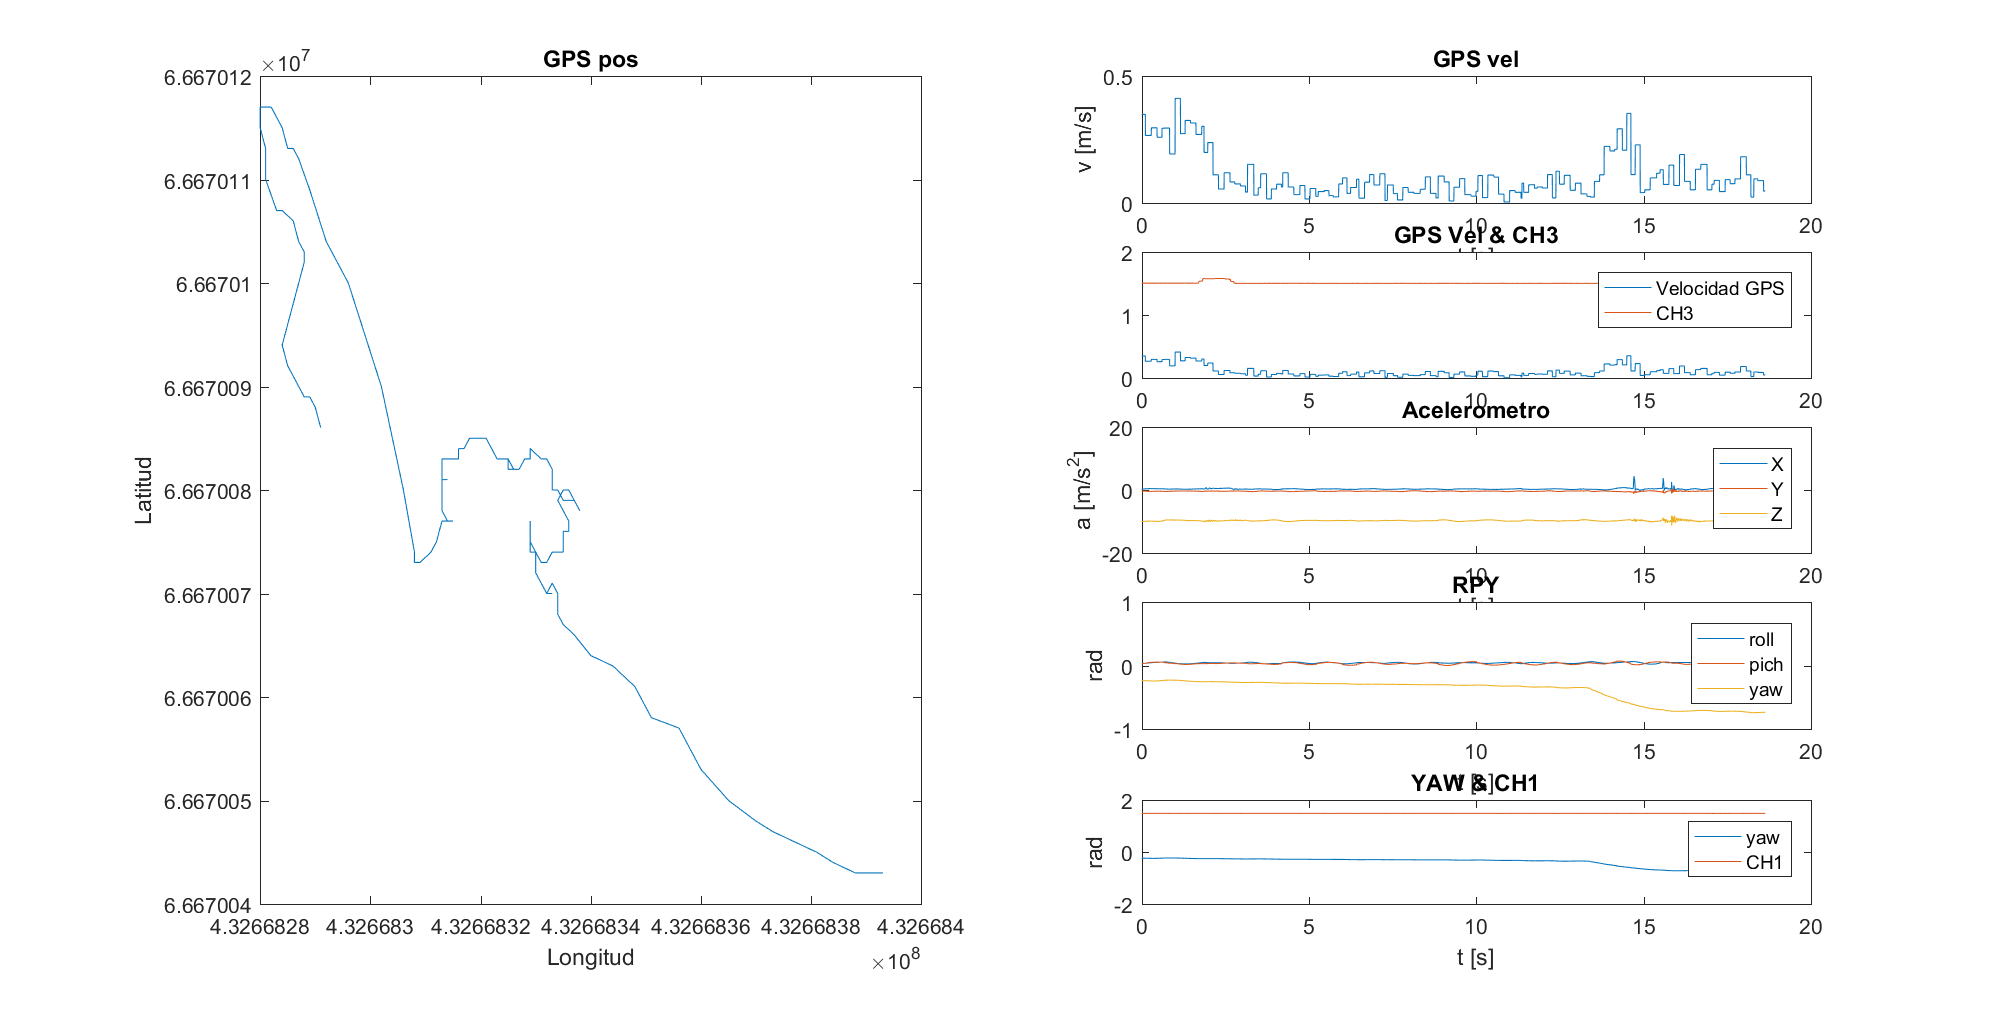 GPS pos
×10^7
6.667012
6.667011
6.66701
6.667009
6.667008
6.667007
6.667006
6.667005
6.667004
Latitud
4.3266828 4.326683 4.3266832 4.3266834 4.3266836 4.3266838 4.326684
Longitud
×10^8
GPS vel
0.5
0
v [m/s]
0 5 10 15 20
GPS Vel & CH3
2
1
0
Velocidad GPS
CH3
0 5 10 15 20
Acelerometro
20
0
-20
a [m/s^2]
X
Y
Z
0 5 10 15 20
RPY
1
0
-1
rad
roll
pich
yaw
0 5 10 15 20
t [s]
YAW & CH1
2
0
-2
rad
yaw
CH1
0 5 10 15 20
t [s]